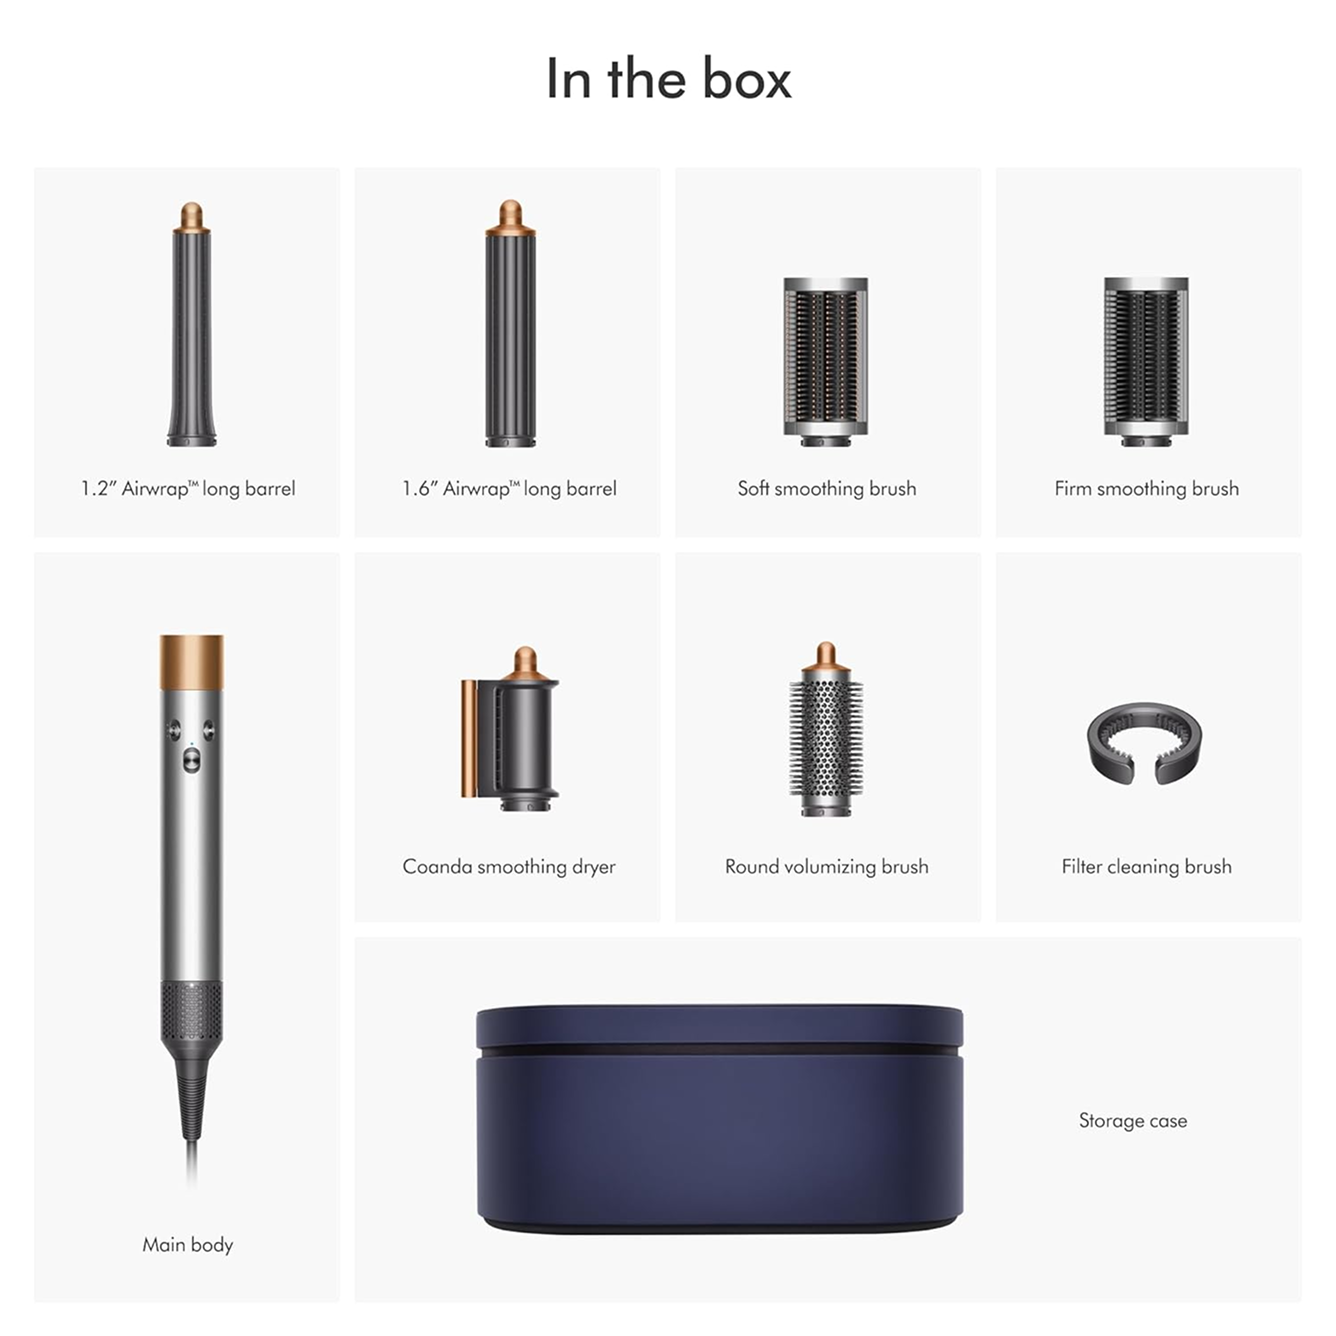 In the box
1.2” Airwrap™ long barrel
1.6” Airwrap™ long barrel
Soft smoothing brush
Firm smoothing brush
Main body
Coanda smoothing dryer
Round volumizing brush
Filter cleaning brush
Storage case